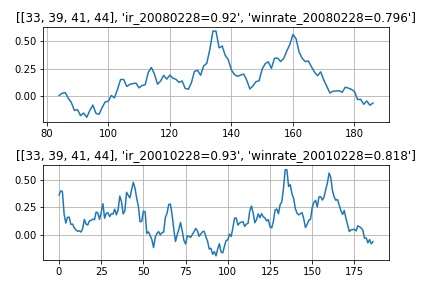 [[33, 39, 41, 44], 'ir_20080228=0.92', 'winrate_20080228=0.796']
0.50
0.25
0.00
80 100 120 140 160 180
[[33, 39, 41, 44], 'ir_20010228=0.93', 'winrate_20010228=0.818']
0.50
0.25
0.00
0 25 50 75 100 125 150 175